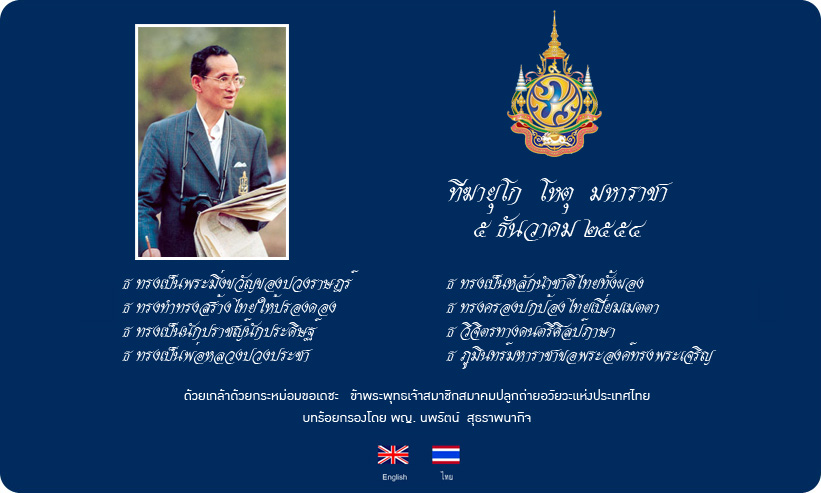 ทีฆายุโก โหตุ มหาราชา
๕ ธันวาคม ๒๕๕๔
ธ ทรงเป็นพระมิ่งขวัญของปวงราษฎร์
ธ ทรงทำทรงสร้างไทยให้ปรองดอง
ธ ทรงเป็นนักปราชญ์นักประดิษฐ์
ธ ทรงเป็นพ่อหลวงปวงประชา
ธ ทรงเป็นหลักนำชาติไทยทั้งผอง
ธ ทรงครองปกป้องไทยเปี่ยมเมตตา
ธ วิจิตรทางดนตรีศิลป์ภาษา
ธ ภูมินทร์มหาราชาขอพระองค์ทรงพระเจริญ
ด้วยเกล้าด้วยกระหม่อมขอเดชะ ข้าพระพุทธเจ้าสมาชิกสมาคมปลูกถ่ายอวัยวะแห่งประเทศไทย
บทร้อยกรองโดย พญ. นพรัตน์ สุธราพนากิจ
English ไทย